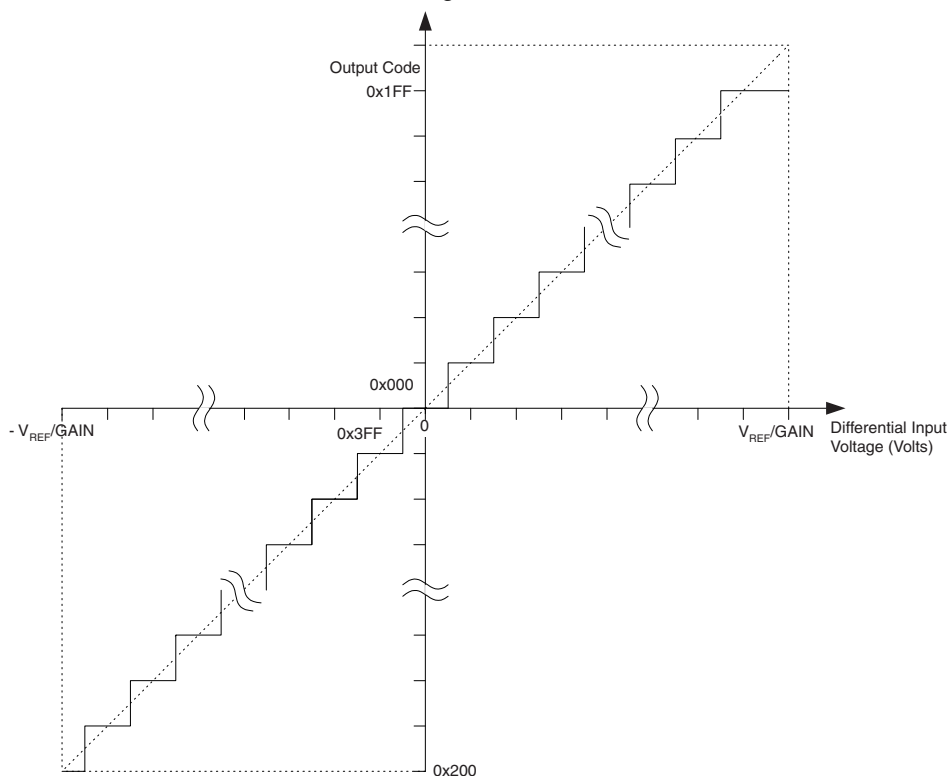 Output Code
0x1FF
0x000
- VREF/GAIN
0x3FF
0
VREF/GAIN
Differential Input
Voltage (Volts)
0x200